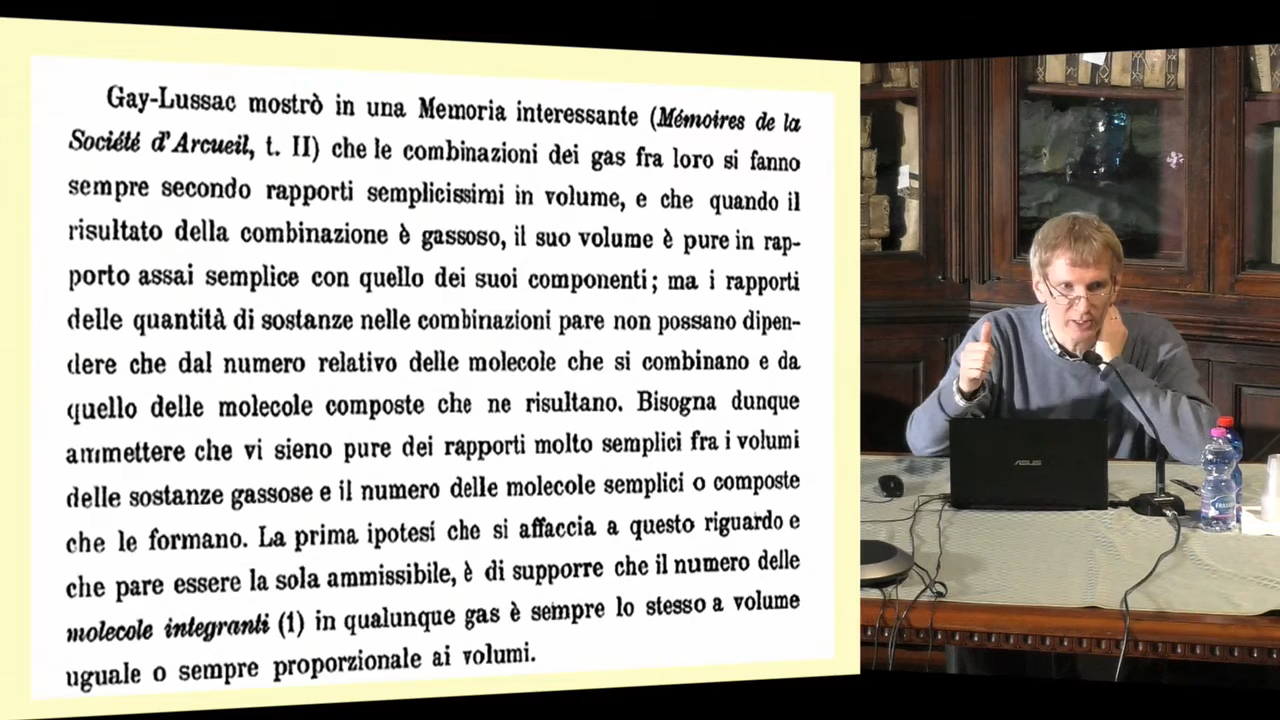 Gay-Lussac mostrò in una Memoria interessante (Mémoires de la
Société d'Arcueil, t. II) che le combinazioni dei gas fra loro si fanno
sempre secondo rapporti semplicissimi in volume, e che quando il
risultato della combinazione è gassoso, il suo volume è pure in rap-
porto assai semplice con quello dei suoi componenti; ma i rapporti
delle quantità di sostanze nelle combinazioni pare non possano dipen-
dere che dal numero relativo delle molecole che si combinano e da
quello delle molecole composte che ne risultano. Bisogna dunque
ammettere che vi sieno pure dei rapporti molto semplici fra i volumi
delle sostanze gassose e il numero delle molecole semplici o composte
che le formano. La prima ipotesi che si affaccia a questo riguardo e
che pare essere la sola ammissibile, è di supporre che il numero delle
molecole integranti (1) in qualunque gas è sempre lo stesso a volume
uguale o sempre proporzionale ai volumi.
ASUS